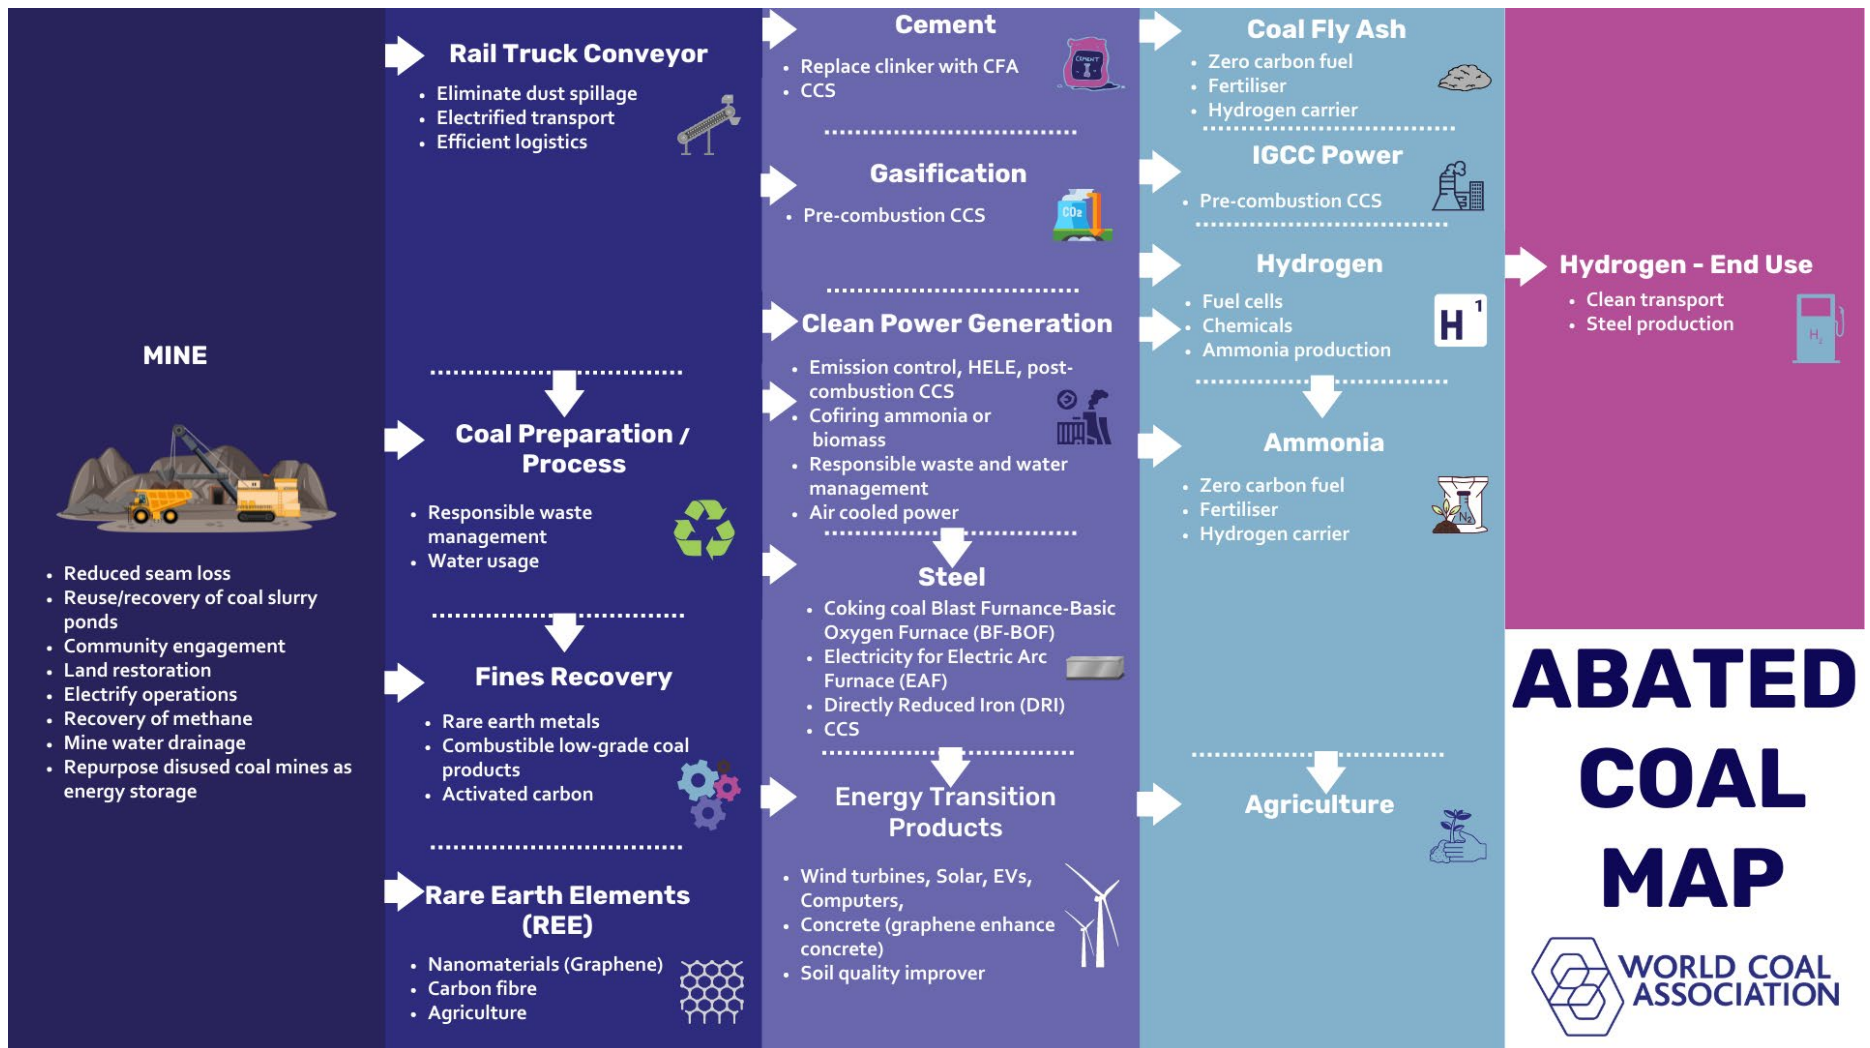 MINE
Reduced seam loss
Reuse/recovery of coal slurry
ponds
Community engagement
Land restoration
Electrify operations
Recovery of methane
Mine water drainage
Repurpose disused coal mines as
energy storage
Rail Truck Conveyor
Eliminate dust spillage
Electrified transport
Efficient logistics
Coal Preparation /
Process
Responsible waste
management
Water usage
Fines Recovery
Rare earth metals
Combustible low-grade coal
products
Activated carbon
Rare Earth Elements
(REE)
Nanomaterials (Graphene)
Carbon fibre
Agriculture
Cement
Replace clinker with CFA
CCS
CEMENT
Gasification
Pre-combustion CCS
CO2
Clean Power Generation
Emission control, HELE, post-
combustion CCS
Cofiring ammonia or
biomass
Responsible waste and water
management
Air cooled power
Steel
Coking coal Blast Furnance-Basic
Oxygen Furnace (BF-BOF)
Electricity for Electric Arc
Furnace (EAF)
Directly Reduced Iron (DRI)
CCS
Energy Transition
Products
Wind turbines, Solar, EVs,
Computers,
Concrete (graphene enhance
concrete)
Soil quality improver
Coal Fly Ash
Zero carbon fuel
Fertiliser
Hydrogen carrier
IGCC Power
Pre-combustion CCS
Hydrogen
Fuel cells
Chemicals
Ammonia production
H 1
Ammonia
Zero carbon fuel
Fertiliser
Hydrogen carrier
N2
Agriculture
Hydrogen - End Use
Clean transport
Steel production
H2
ABATED
COAL
MAP
WORLD COAL
ASSOCIATION